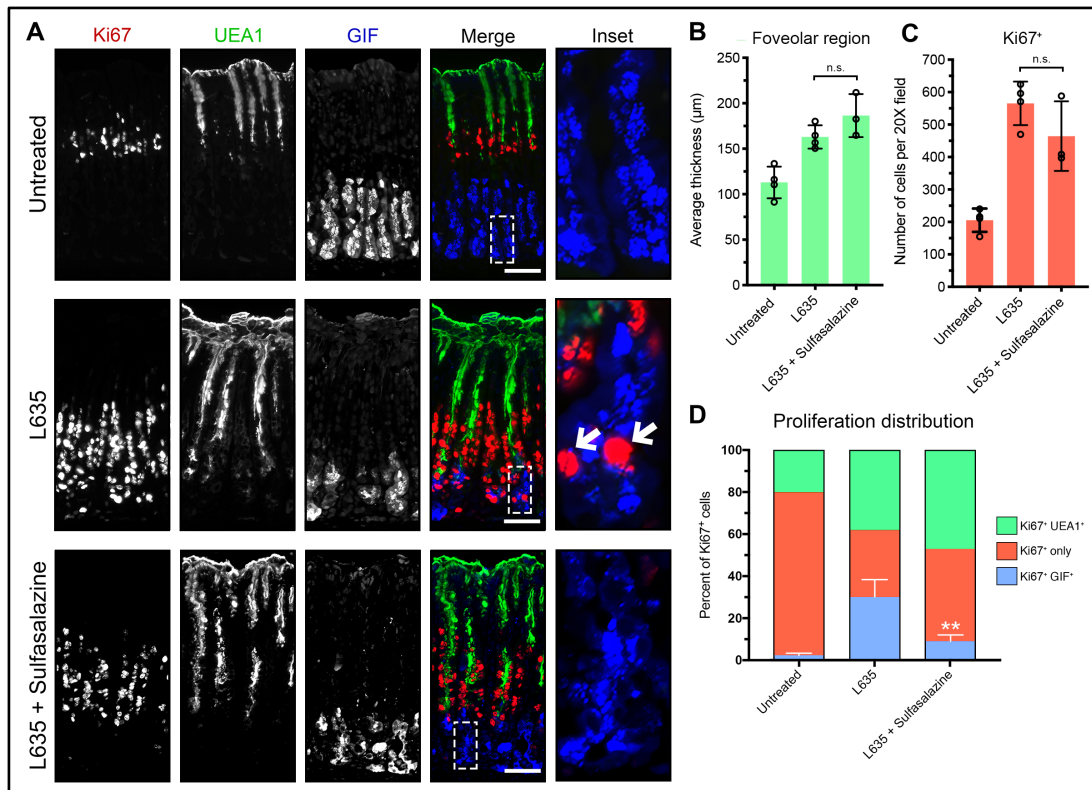 A
Ki67
UEA1
GIF
Merge
Inset
Untreated
L635
L635 + Sulfasalazine
B
Foveolar region
n.s.
Average thickness (μm)
250
200
150
100
50
0
Untreated
L635
L635 + Sulfasalazine
C
Ki67⁺
n.s.
Number of cells per 20X field
700
600
500
400
300
200
100
0
Untreated
L635
L635 + Sulfasalazine
D
Proliferation distribution
Percent of Ki67⁺ cells
100
80
60
40
20
0
**
Untreated
L635
L635 + Sulfasalazine
Ki67⁺ UEA1⁺
Ki67⁺ only
Ki67⁺ GIF⁺